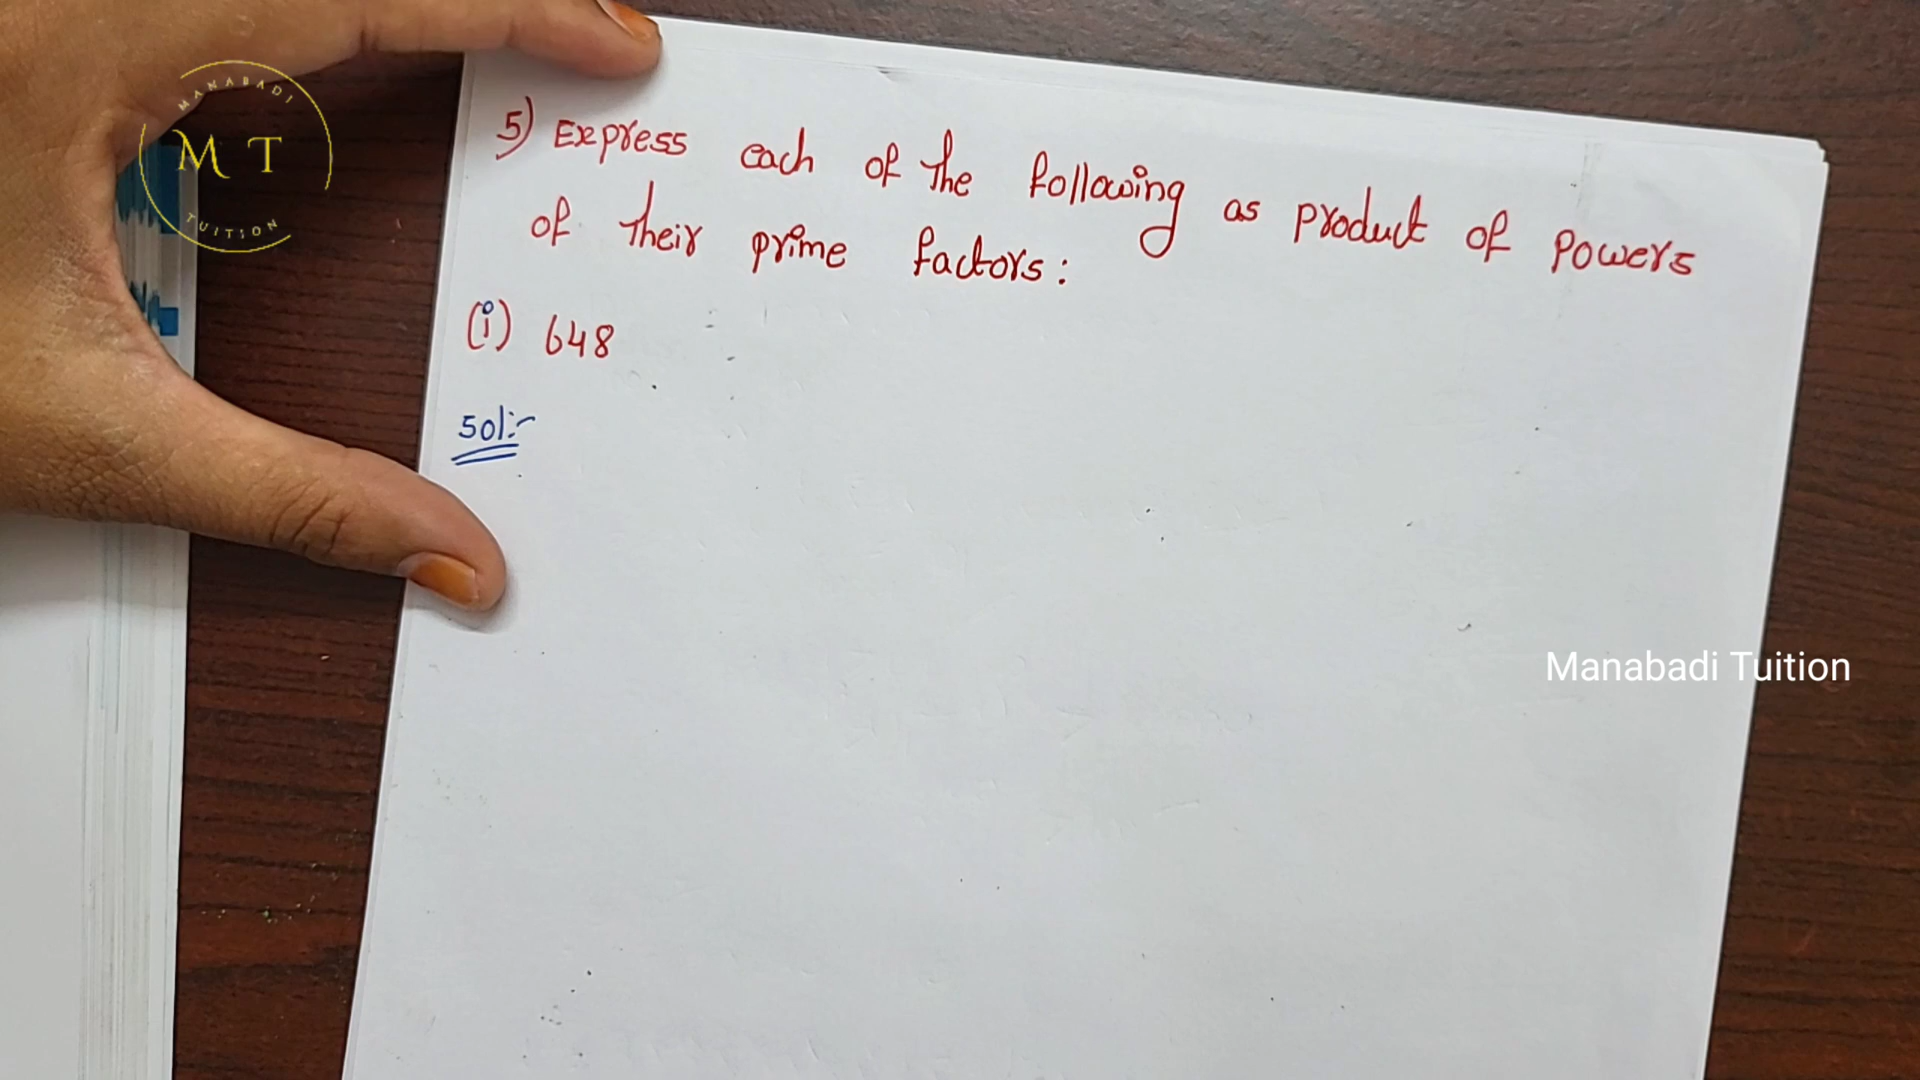 MANABADI
MT
TUITION
5) Express each of the following as product of powers
of their prime factors:
(i) 648
Sol:-
Manabadi Tuition